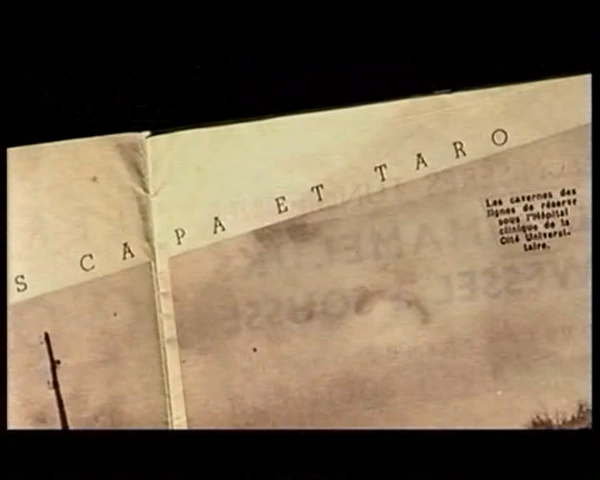 S CAPA ET TARO
Les cavernes des
lignes de réserve
sous l'Hôpital
clinique de la
Cité Universi-
taire.